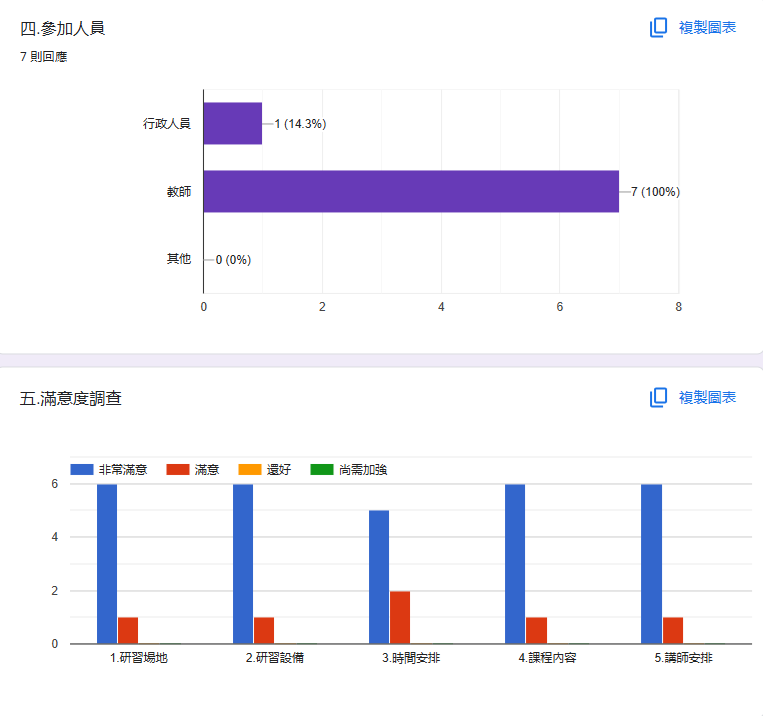 四.參加人員
複製圖表
7 則回應
行政人員
1 (14.3%)
教師
7 (100%)
其他
0 (0%)
0 2 4 6 8
五.滿意度調查
複製圖表
非常滿意 滿意 還好 尚需加強
6
4
2
0
1.研習場地 2.研習設備 3.時間安排 4.課程內容 5.講師安排